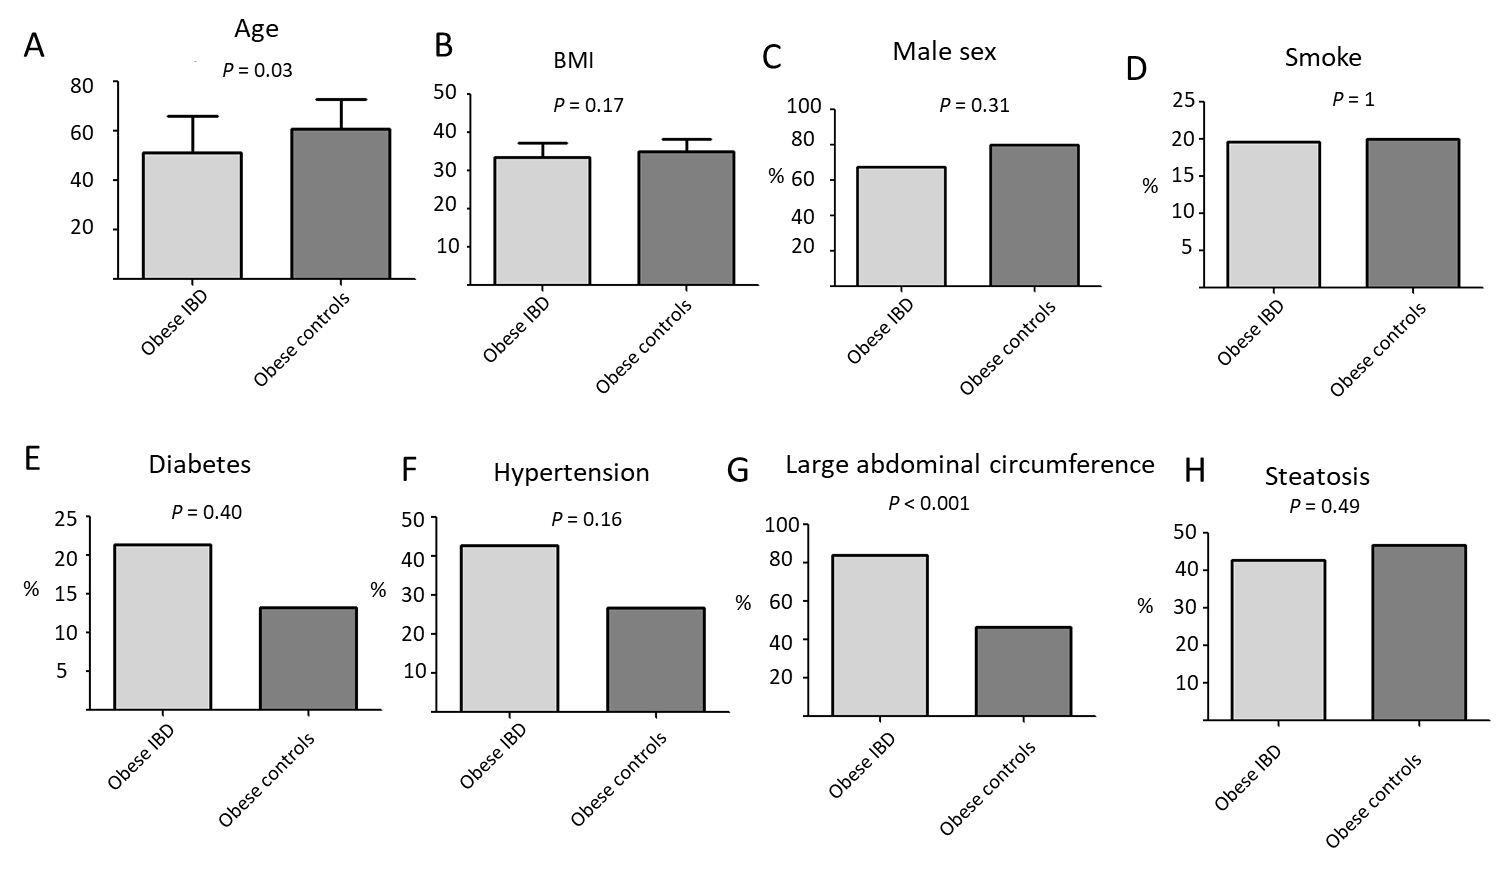 A
Age
P = 0.03
80
60
40
20
Obese IBD
Obese controls
B
BMI
P = 0.17
50
40
30
20
10
Obese IBD
Obese controls
C
Male sex
P = 0.31
100
80
% 60
40
20
Obese IBD
Obese controls
D
Smoke
P = 1
25
20
15
%
10
5
Obese IBD
Obese controls
E
Diabetes
P = 0.40
25
20
%
15
10
5
Obese IBD
Obese controls
F
Hypertension
P = 0.16
50
40
%
30
20
10
Obese IBD
Obese controls
G
Large abdominal circumference
P < 0.001
100
80
%
60
40
20
Obese IBD
Obese controls
H
Steatosis
P = 0.49
50
40
%
30
20
10
Obese IBD
Obese controls